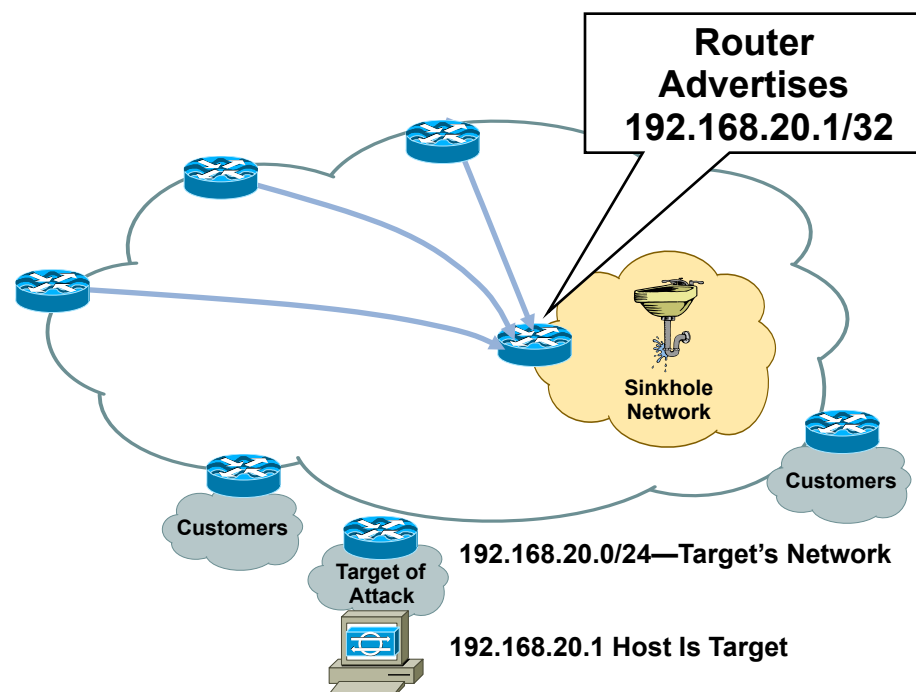 Router
Advertises
192.168.20.1/32
Sinkhole
Network
Customers
Customers
192.168.20.0/24—Target's Network
Target of
Attack
192.168.20.1 Host Is Target